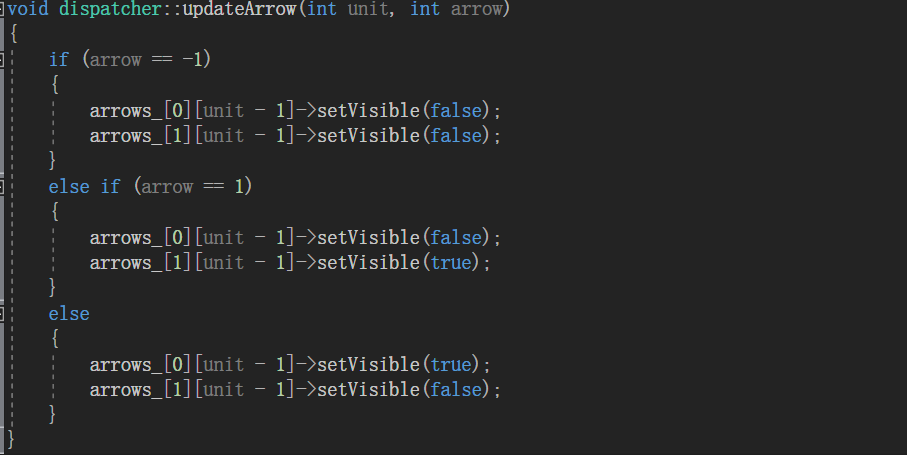 void dispatcher::updateArrow(int unit, int arrow)
{
if (arrow == -1)
{
arrows_[0][unit - 1]->setVisible(false);
arrows_[1][unit - 1]->setVisible(false);
}
else if (arrow == 1)
{
arrows_[0][unit - 1]->setVisible(false);
arrows_[1][unit - 1]->setVisible(true);
}
else
{
arrows_[0][unit - 1]->setVisible(true);
arrows_[1][unit - 1]->setVisible(false);
}
}